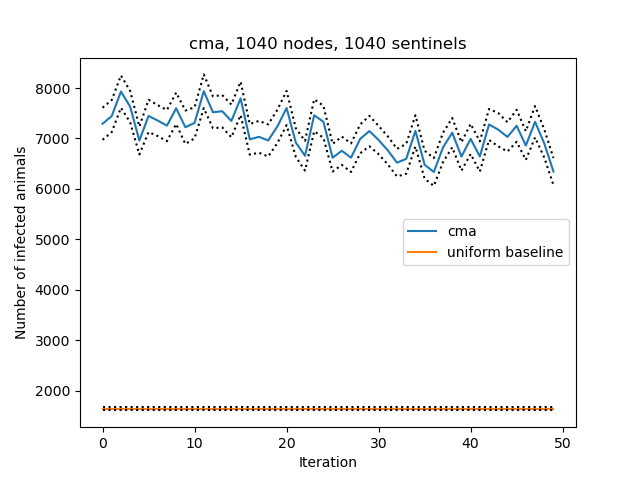 cma, 1040 nodes, 1040 sentinels
8000
7000
6000
5000
4000
3000
2000
Number of infected animals
cma
uniform baseline
0 10 20 30 40 50
Iteration